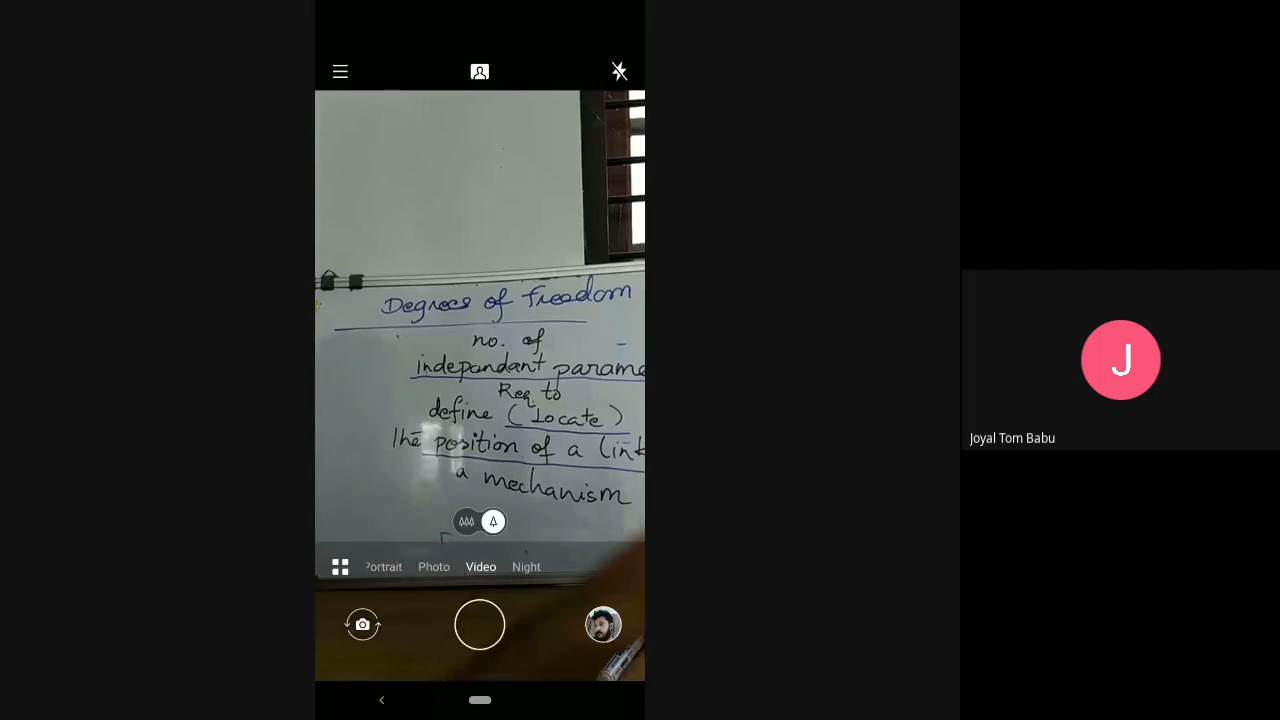 Degrees of freedom
no. of
independant parame
Req to
define (Locate)
The position of a (ink
a mechanism
Portrait Photo Video Night
J
Joyal Tom Babu